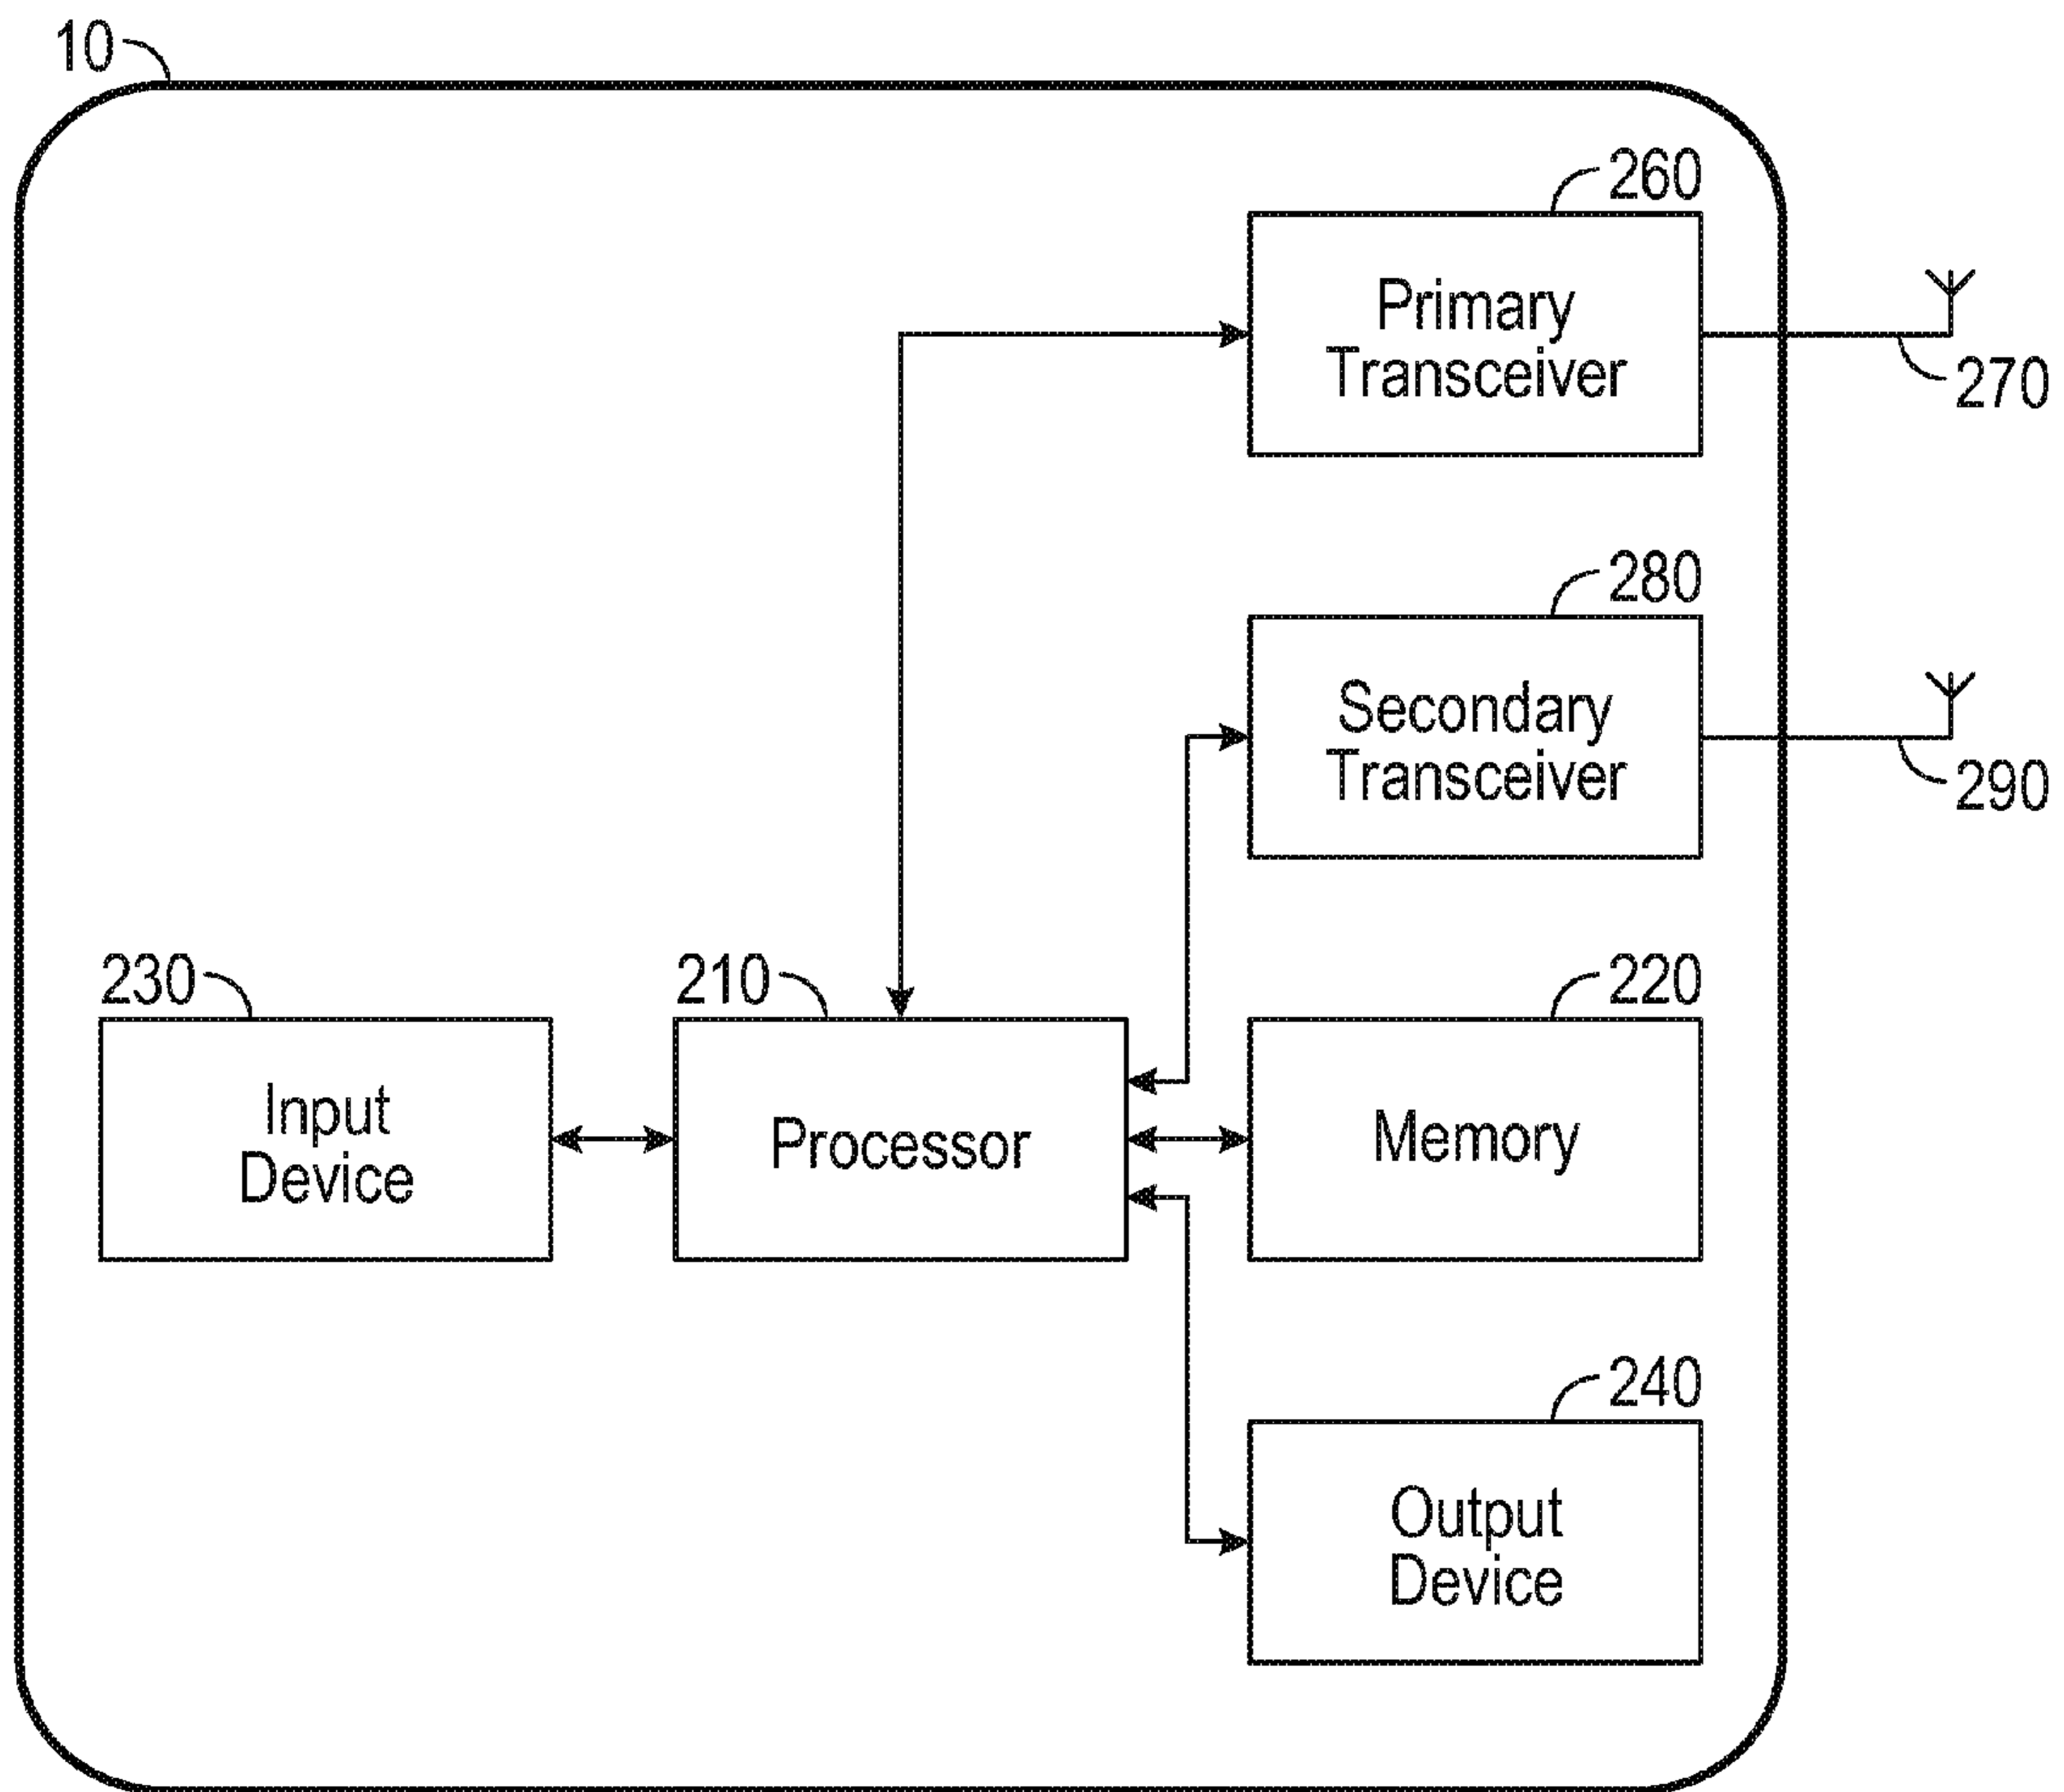 10
260
Primary
Transceiver
270
280
Secondary
Transceiver
290
230
210
220
Input
Device
Processor
Memory
240
Output
Device